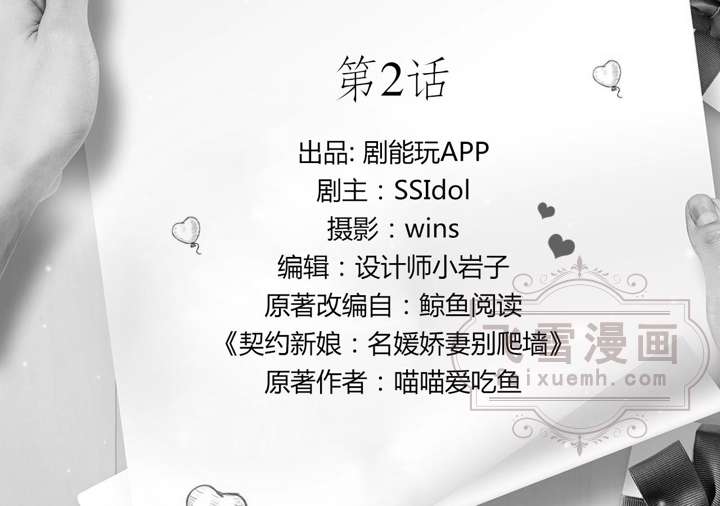 第2话
出品: 剧能玩APP
剧主：SSIdol
摄影：wins
编辑：设计师小岩子
原著改编自：鲸鱼阅读
《契约新娘：名媛娇妻别爬墙》
原著作者：喵喵爱吃鱼
飞雪漫画
feixuemh.com